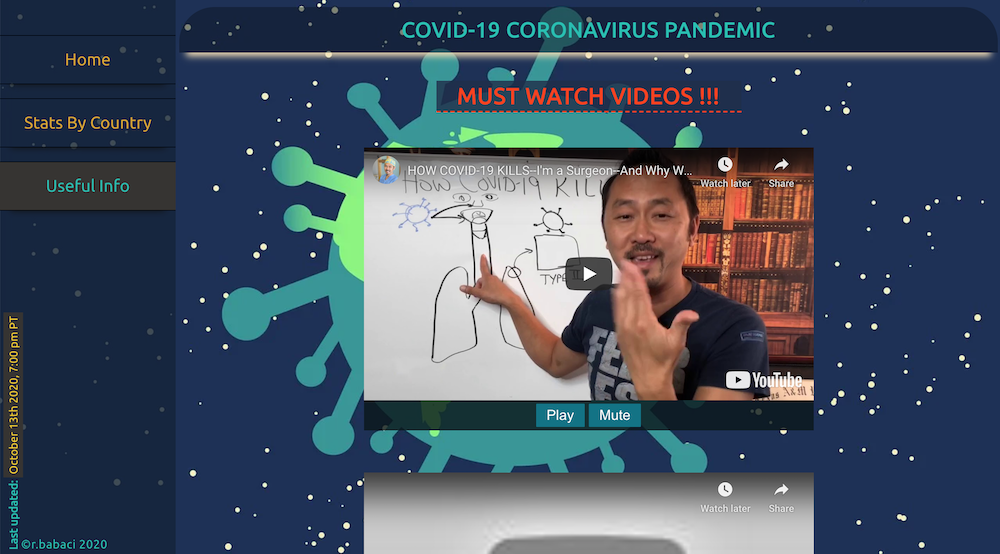 COVID-19 CORONAVIRUS PANDEMIC
Home
Stats By Country
Useful Info
MUST WATCH VIDEOS !!!
HOW COVID-19 KILLS--I'm a Surgeon--And Why W...
Watch later
Share
HOW COVID-19 KILL
TYPE II
YouTube
Play
Mute
Watch later
Share
Last updated: October 13th 2020, 7:00 pm PT
©r.babaci 2020